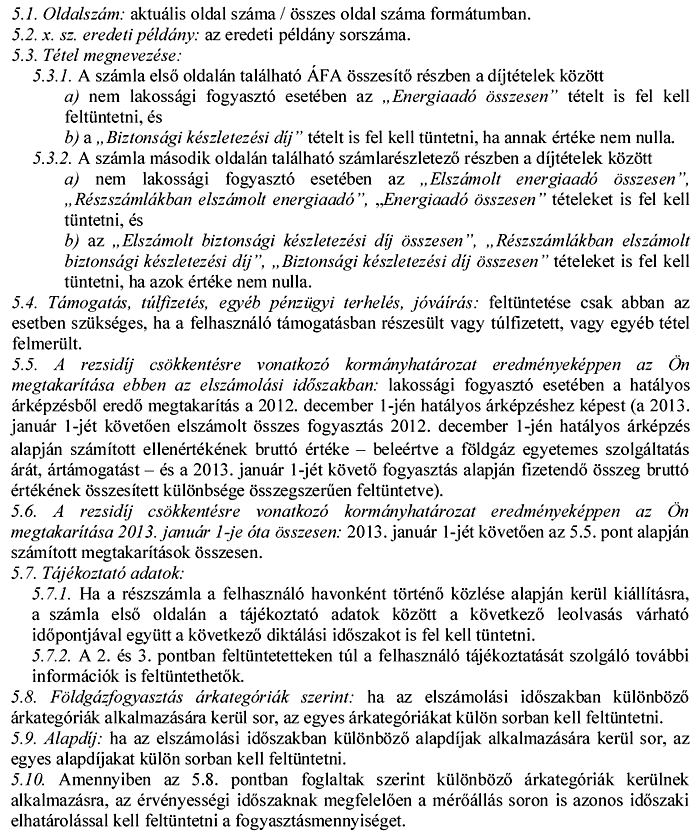 5.1. Oldalszám: aktuális oldal száma / összes oldal száma formátumban.
5.2. x. sz. eredeti példány: az eredeti példány sorszáma.
5.3. Tétel megnevezése:
5.3.1. A számla első oldalán található ÁFA összesítő részben a díjtételek között
a) nem lakossági fogyasztó esetében az „Energiaadó összesen” tételt is fel kell
feltüntetni, és
b) a „Biztonsági készletezési díj” tételt is fel kell tüntetni, ha annak értéke nem nulla.
5.3.2. A számla második oldalán található számlarészletező részben a díjtételek között
a) nem lakossági fogyasztó esetében az „Elszámolt energiaadó összesen”,
„Részszámlákban elszámolt energiaadó”, „Energiaadó összesen” tételeket is fel kell
tüntetni, és
b) az „Elszámolt biztonsági készletezési díj összesen”, „Részszámlákban elszámolt
biztonsági készletezési díj”, „Biztonsági készletezési díj összesen” tételeket is fel kell
tüntetni, ha azok értéke nem nulla.
5.4. Támogatás, túlfizetés, egyéb pénzügyi terhelés, jóváírás: feltüntetése csak abban az
esetben szükséges, ha a felhasználó támogatásban részesült vagy túlfizetett, vagy egyéb tétel
felmerült.
5.5. A rezsidíj csökkentésre vonatkozó kormányhatározat eredményeképpen az Ön
megtakarítása ebben az elszámolási időszakban: lakossági fogyasztó esetében a hatályos
árképzésből eredő megtakarítás a 2012. december 1-jén hatályos árképzéshez képest (a 2013.
január 1-jét követően elszámolt összes fogyasztás 2012. december 1-jén hatályos árképzés
alapján számított ellenértékének bruttó értéke – beleértve a földgáz egyetemes szolgáltatás
árát, ártámogatást – és a 2013. január 1-jét követő fogyasztás alapján fizetendő összeg bruttó
értékének összesített különbsége összegszerűen feltüntetve).
5.6. A rezsidíj csökkentésre vonatkozó kormányhatározat eredményeképpen az Ön
megtakarítása 2013. január 1-je óta összesen: 2013. január 1-jét követően az 5.5. pont alapján
számított megtakarítások összesen.
5.7. Tájékoztató adatok:
5.7.1. Ha a részszámla a felhasználó havonként történő közlése alapján kerül kiállításra,
a számla első oldalán a tájékoztató adatok között a következő leolvasás várható
időpontjával együtt a következő diktálási időszakot is fel kell tüntetni.
5.7.2. A 2. és 3. pontban feltüntetetteken túl a felhasználó tájékoztatását szolgáló további
információk is feltüntethetők.
5.8. Földgázfogyasztás árkategóriák szerint: ha az elszámolási időszakban különböző
árkategóriák alkalmazására kerül sor, az egyes árkategóriákat külön sorban kell feltüntetni.
5.9. Alapdíj: ha az elszámolási időszakban különböző alapdíjak alkalmazására kerül sor, az
egyes alapdíjakat külön sorban kell feltüntetni.
5.10. Amennyiben az 5.8. pontban foglaltak szerint különböző árkategóriák kerülnek
alkalmazásra, az érvényességi időszaknak megfelelően a mérőállás soron is azonos időszaki
elhatárolással kell feltüntetni a fogyasztásmennyiséget.